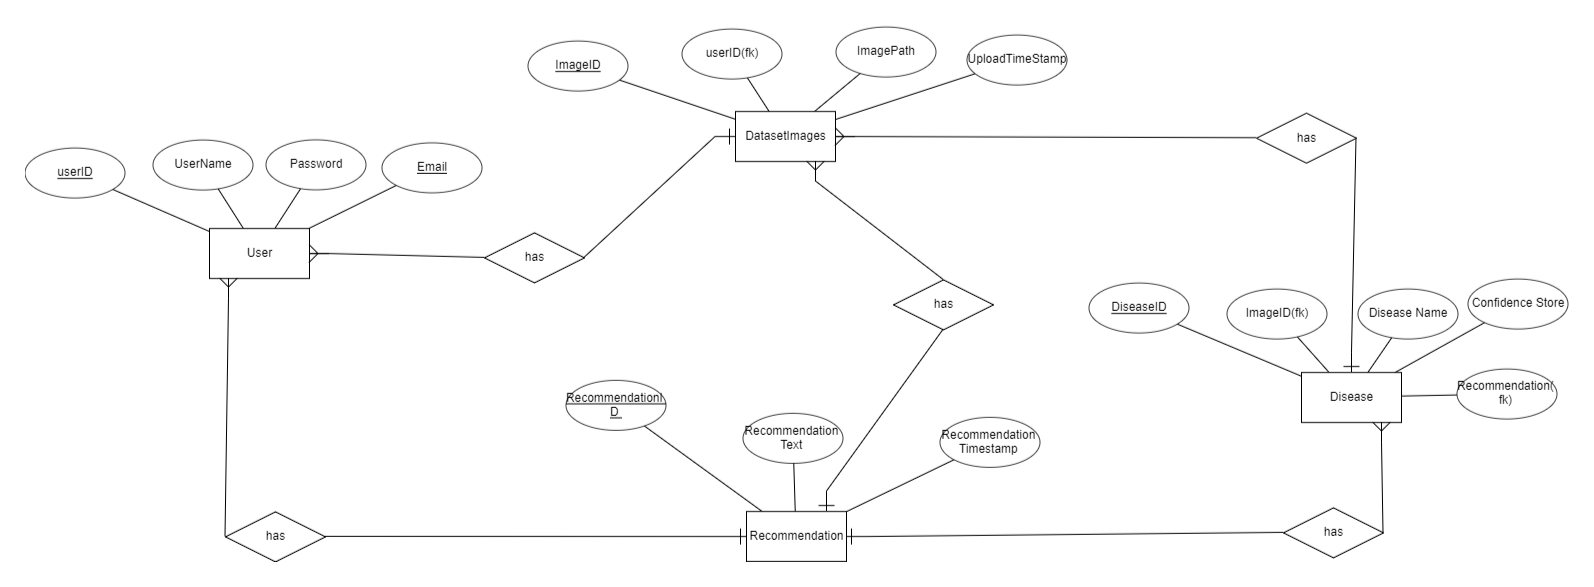 ImageID
userID(fk)
ImagePath
UploadTimeStamp
DatasetImages
has
userID
UserName
Password
Email
User
has
has
DiseaseID
ImageID(fk)
Disease Name
Confidence Store
Disease
Recommendation(
fk)
RecommendationI
D
Recommendation
Text
Recommendation
Timestamp
has
Recommendation
has